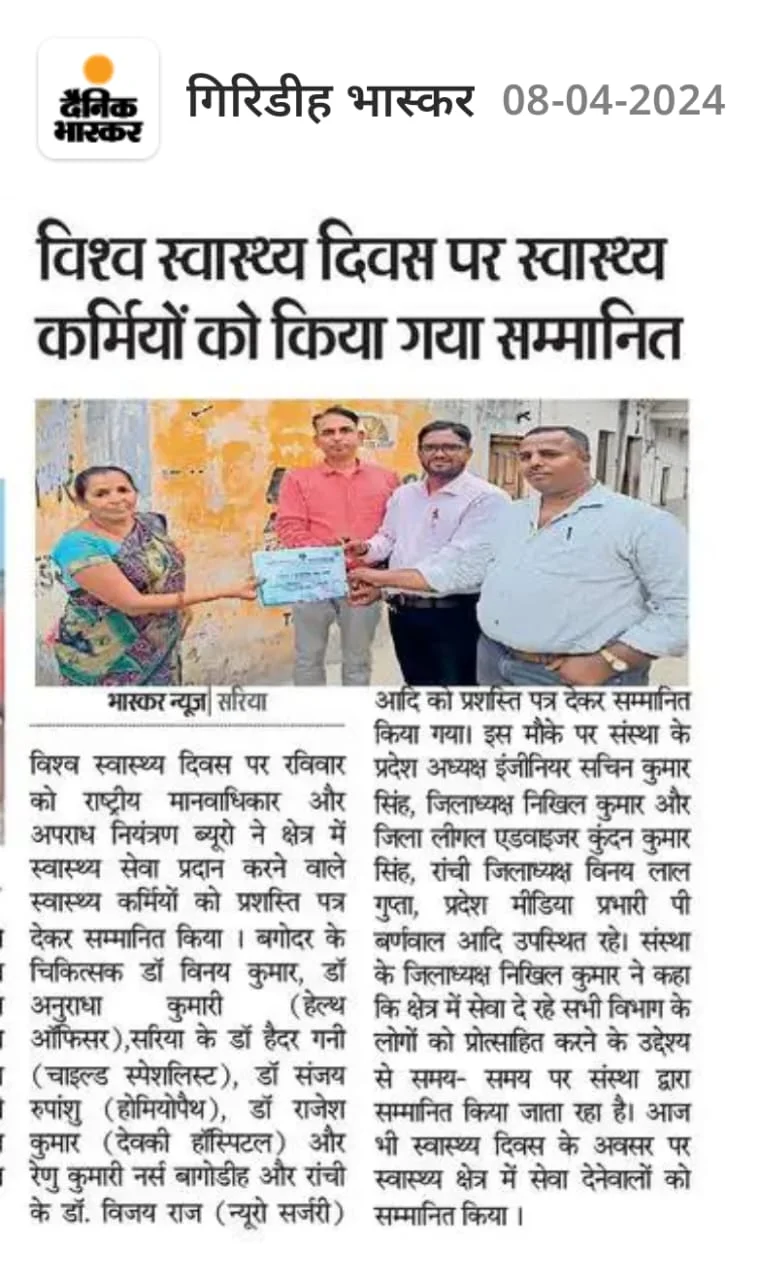 दैनिक
भास्कर
गिरिडीह भास्कर 08-04-2024
विश्व स्वास्थ्य दिवस पर स्वास्थ्य
कर्मियों को किया गया सम्मानित
भास्कर न्यूज| सरिया
विश्व स्वास्थ्य दिवस पर रविवार
को राष्ट्रीय मानवाधिकार और
अपराध नियंत्रण ब्यूरो ने क्षेत्र में
स्वास्थ्य सेवा प्रदान करने वाले
स्वास्थ्य कर्मियों को प्रशस्ति पत्र
देकर सम्मानित किया । बगोदर के
चिकित्सक डॉ विनय कुमार, डॉ
अनुराधा कुमारी (हेल्थ
ऑफिसर),सरिया के डॉ हैदर गनी
(चाइल्ड स्पेशलिस्ट), डॉ संजय
रुपांशु (होमियोपैथ), डॉ राजेश
कुमार (देवकी हॉस्पिटल) और
रेणु कुमारी नर्स बागोडीह और रांची
के डॉ. विजय राज (न्यूरो सर्जरी)
आदि को प्रशस्ति पत्र देकर सम्मानित
किया गया। इस मौके पर संस्था के
प्रदेश अध्यक्ष इंजीनियर सचिन कुमार
सिंह, जिलाध्यक्ष निखिल कुमार और
जिला लीगल एडवाइजर कुंदन कुमार
सिंह, रांची जिलाध्यक्ष विनय लाल
गुप्ता, प्रदेश मीडिया प्रभारी पी
बर्णवाल आदि उपस्थित रहे। संस्था
के जिलाध्यक्ष निखिल कुमार ने कहा
कि क्षेत्र में सेवा दे रहे सभी विभाग के
लोगों को प्रोत्साहित करने के उद्देश्य
से समय- समय पर संस्था द्वारा
सम्मानित किया जाता रहा है। आज
भी स्वास्थ्य दिवस के अवसर पर
स्वास्थ्य क्षेत्र में सेवा देनेवालों को
सम्मानित किया ।